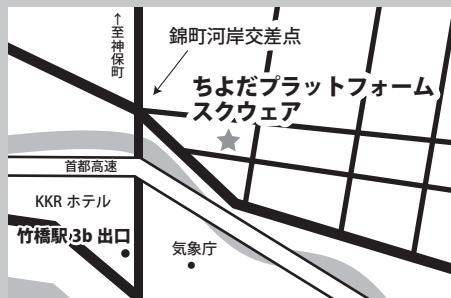 ↑至神保町
錦町河岸交差点
ちよだプラットフォーム
スクウェア
首都高速
KKR ホテル
竹橋駅 3b 出口
気象庁